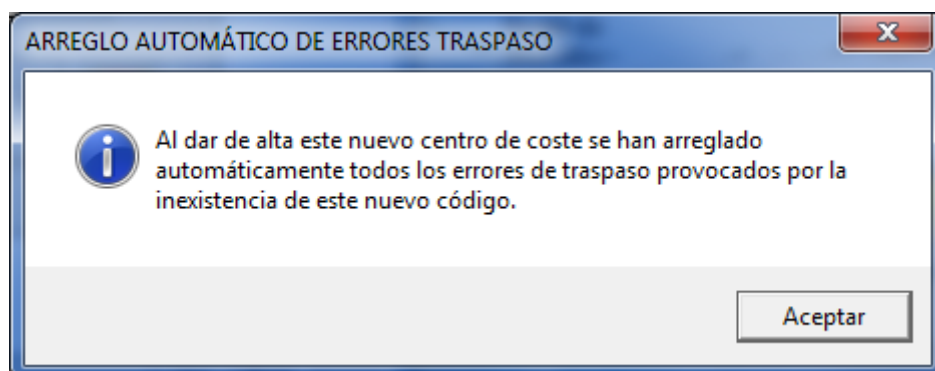 ARREGLO AUTOMÁTICO DE ERRORES TRASPASO
Al dar de alta este nuevo centro de coste se han arreglado
automáticamente todos los errores de traspaso provocados por la
inexistencia de este nuevo código.
Aceptar